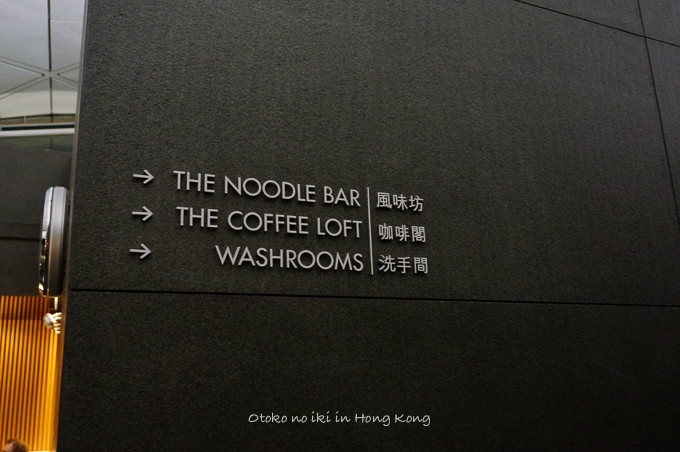 → THE NOODLE BAR 風味坊
→ THE COFFEE LOFT 咖啡閣
→ WASHROOMS 洗手間
Otoko no iki in Hong Kong